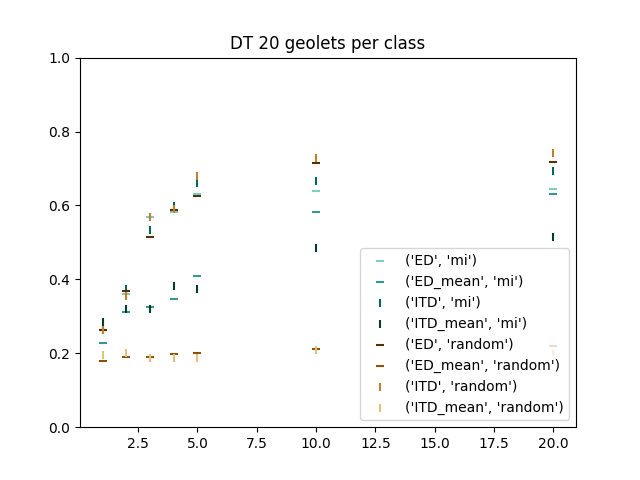 DT 20 geolets per class
1.0
0.8
0.6
0.4
0.2
0.0
('ED', 'mi')
('ED_mean', 'mi')
('ITD', 'mi')
('ITD_mean', 'mi')
('ED', 'random')
('ED_mean', 'random')
('ITD', 'random')
('ITD_mean', 'random')
2.5 5.0 7.5 10.0 12.5 15.0 17.5 20.0